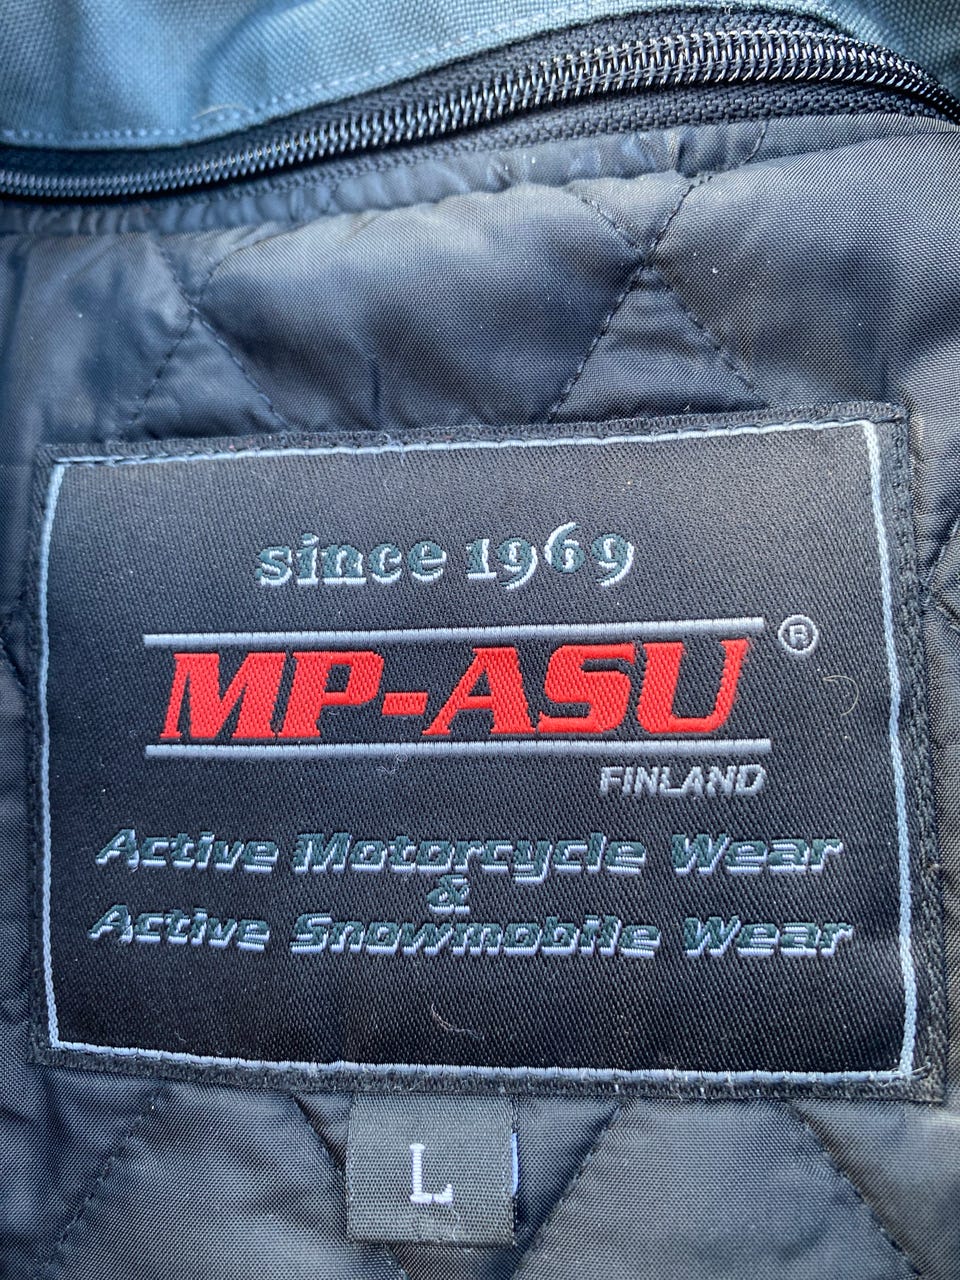 since 1969
MP-ASU®
FINLAND
Active Motorcycle Wear
&
Active Snowmobile Wear
L